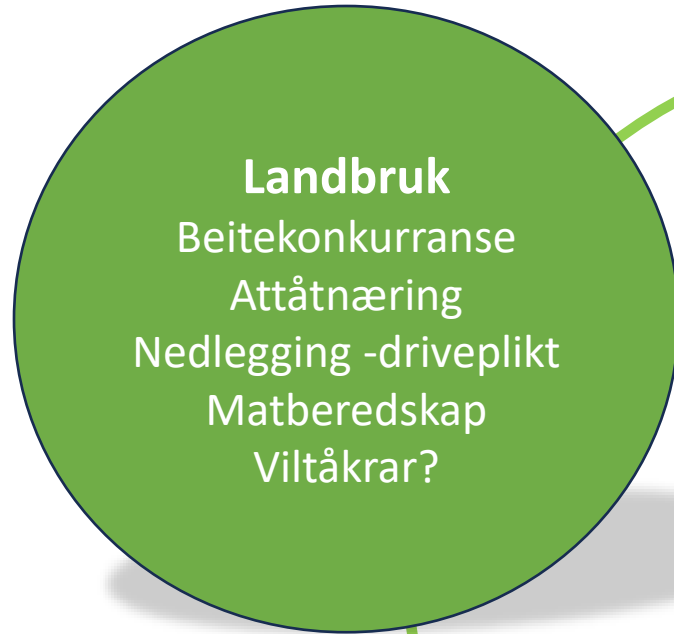 Landbruk
Beitekonkurranse
Attåtnæring
Nedlegging -driveplikt
Matberedskap
Viltåkrar?